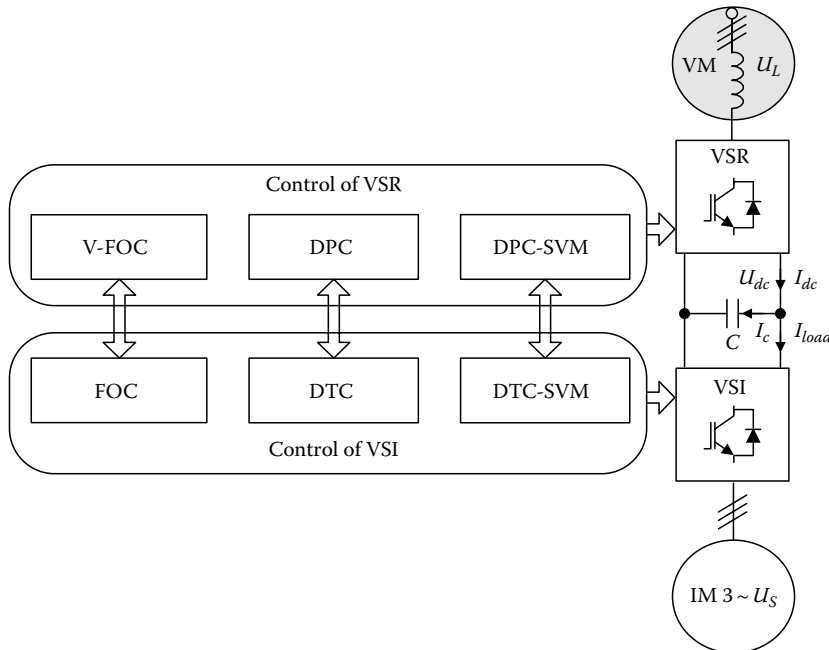 VM U_L
VSR
Control of VSR
V-FOC DPC DPC-SVM
U_dc I_dc
C I_c I_load
FOC DTC DTC-SVM
VSI
Control of VSI
IM 3 ~ U_S